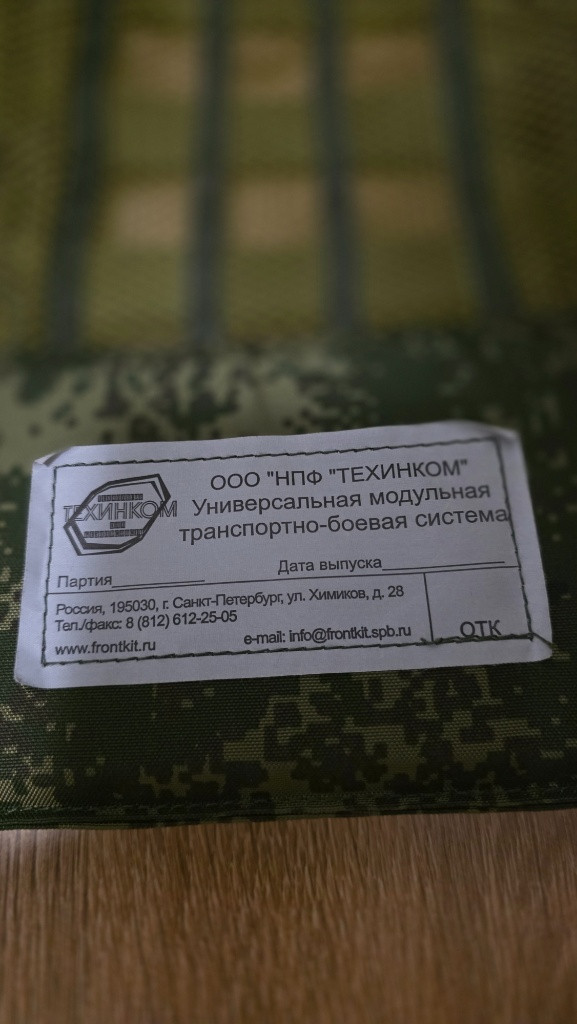 ТЕХИНКОМ
ООО "НПФ "ТЕХИНКОМ"
Универсальная модульная
транспортно-боевая система
Партия
Дата выпуска
Россия, 195030, г. Санкт-Петербург, ул. Химиков, д. 28
Тел./факс: 8 (812) 612-25-05
www.frontkit.ru
e-mail: info@frontkit.spb.ru
ОТК